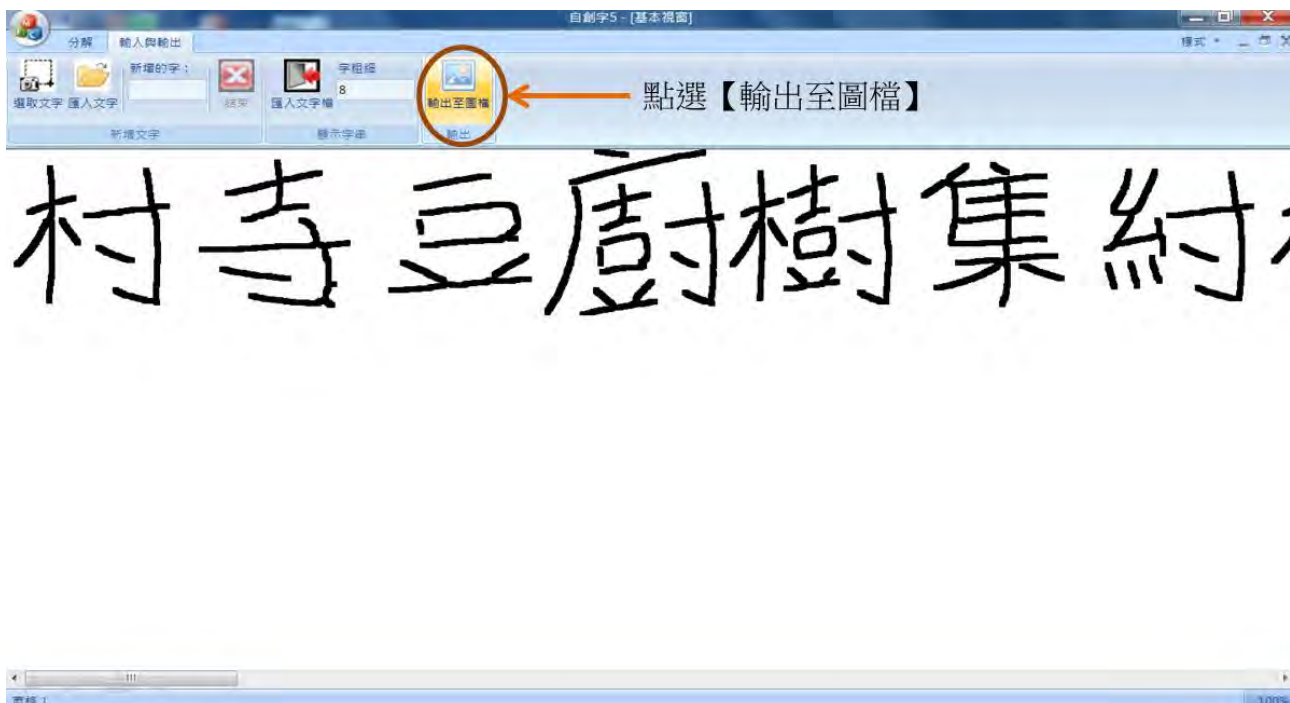 自創字5 - [基本視窗]
分解 輸入與輸出 樣式
選取文字 匯入文字 新增的字： 結束 匯入文字檔 字粗細 8 輸出至圖檔
新增文字 顯示字串 輸出
點選【輸出至圖檔】
村寺豆廚樹集紂
100%